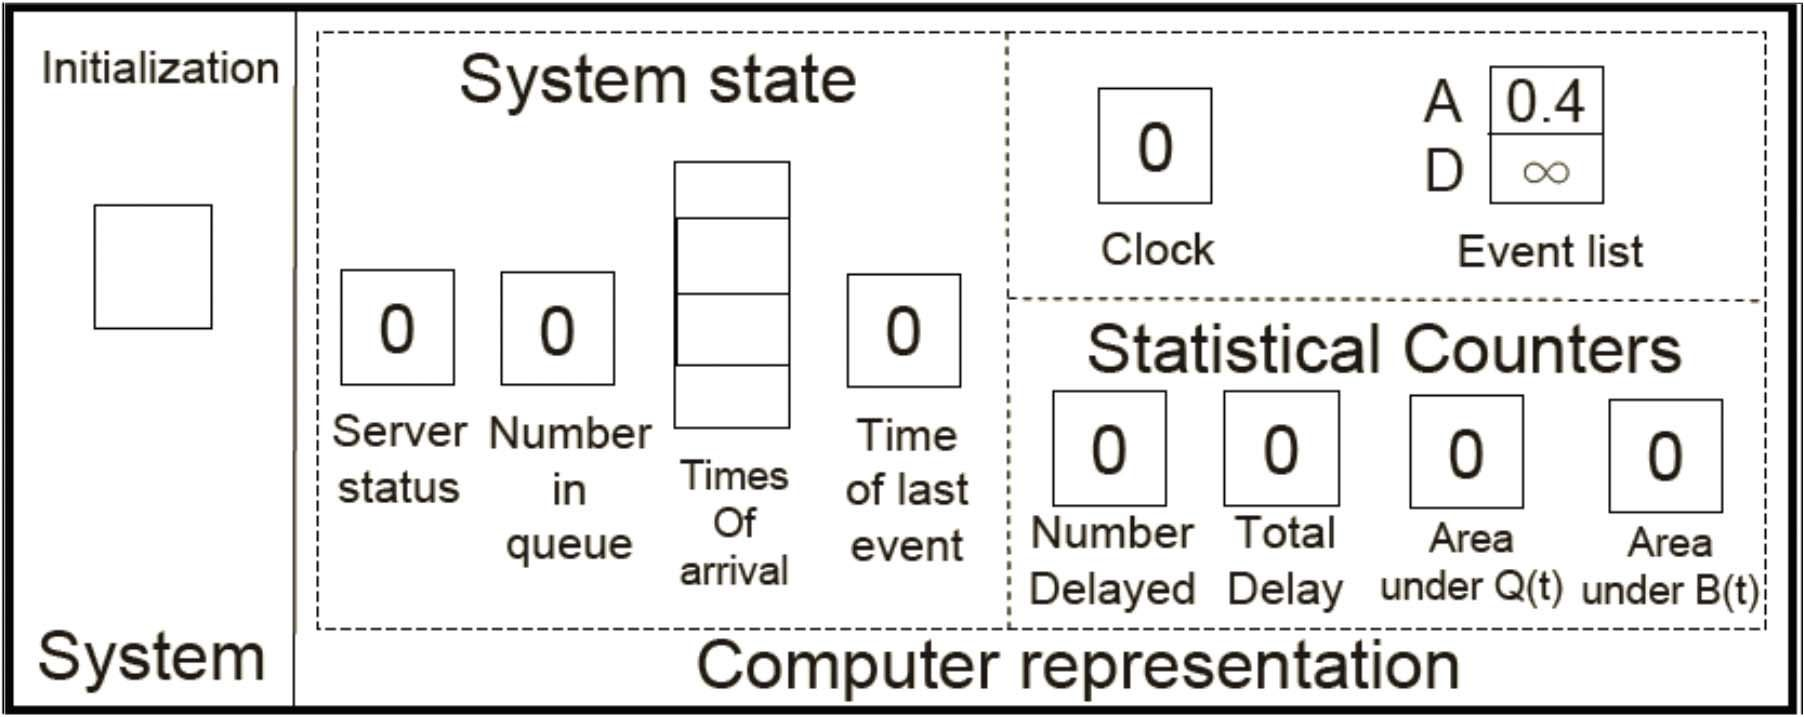 Initialization
System
System state
0
Server
status
0
Number
in
queue
Times
Of
arrival
0
Time
of last
event
0
Clock
A 0.4
D ∞
Event list
Statistical Counters
0
Number
Delayed
0
Total
Delay
0
Area
under Q(t)
0
Area
under B(t)
Computer representation